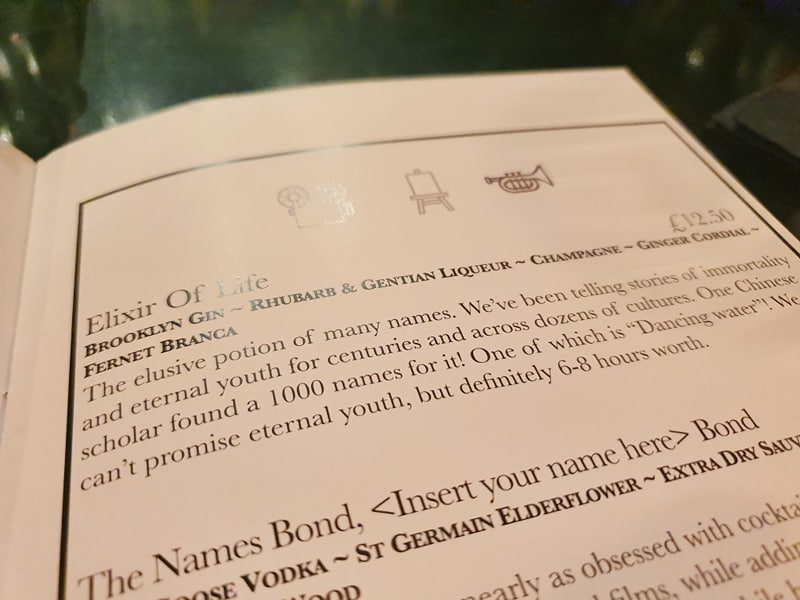 £12.50
Elixir Of Life
BROOKLYN GIN ~ RHUBARB & GENTIAN LIQUEUR ~ CHAMPAGNE ~ GINGER CORDIAL ~
FERNET BRANCA
The elusive potion of many names. We've been telling stories of immortality
and eternal youth for centuries and across dozens of cultures. One Chinese
scholar found a 1000 names for it! One of which is “Dancing water”! We
can't promise eternal youth, but definitely 6-8 hours worth.
The Names Bond, <Insert your name here> Bond
VODKA ~ ST GERMAIN ELDERFLOWER ~ EXTRA DRY
nearly as obsessed with
films, while